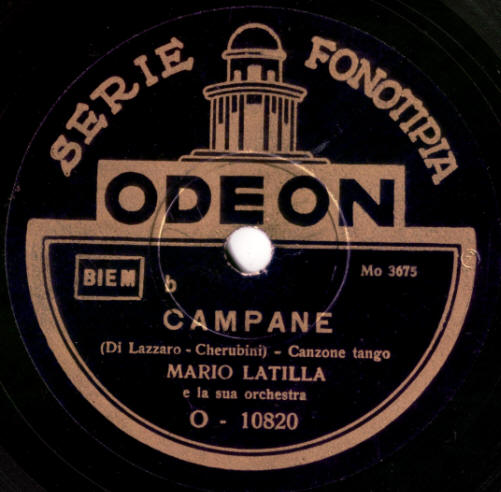 SERIE FONOTIPIA
ODEON
BIEM
b
Mo 3675
CAMPANE
(Di Lazzaro - Cherubini) - Canzone tango
MARIO LATILLA
e la sua orchestra
O - 10820